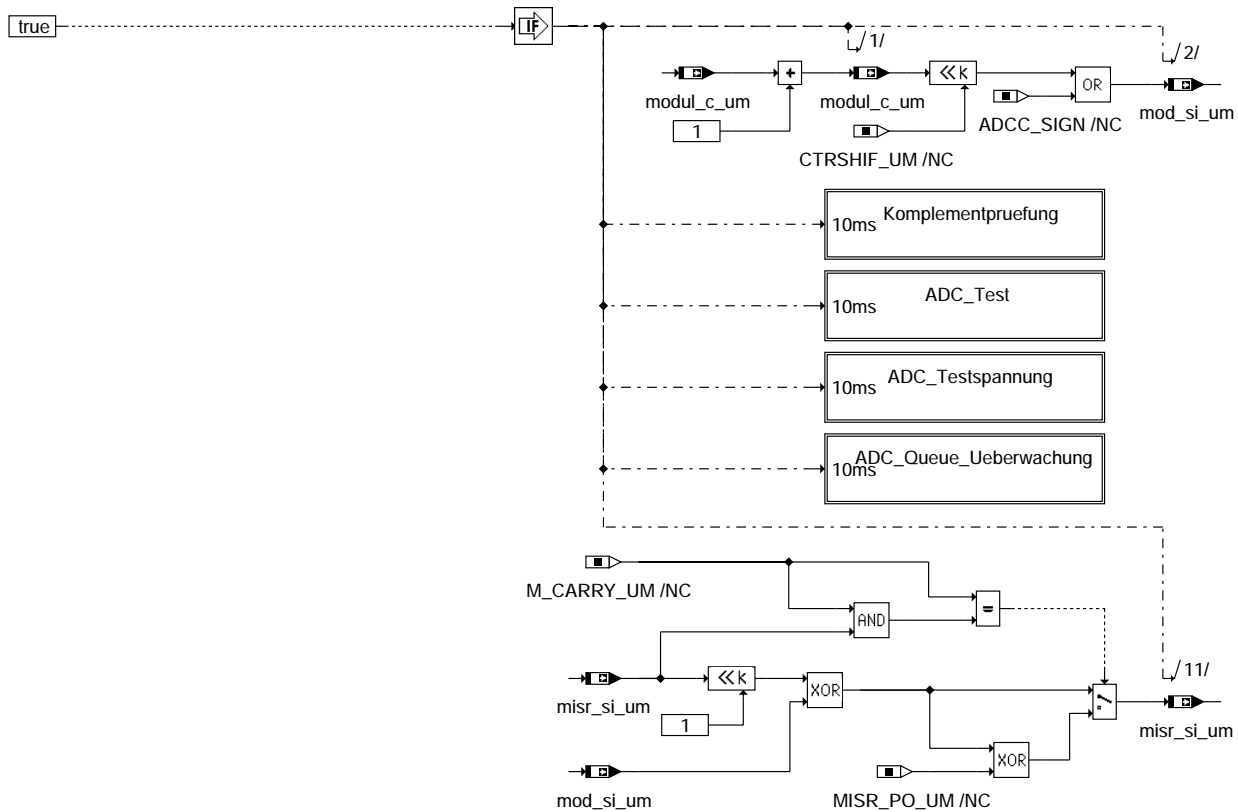 true
IF
/1/
/2/
modul_c_um
+
modul_c_um
<<K
OR
mod_si_um
1
ADCC_SIGN /NC
CTRSHIF_UM /NC
10ms Komplementpruefung
10ms ADC_Test
10ms ADC_Testspannung
10ms ADC_Queue_Ueberwachung
M_CARRY_UM /NC
AND
=
/11/
misr_si_um
<<K
XOR
misr_si_um
1
XOR
mod_si_um
MISR_PO_UM /NC